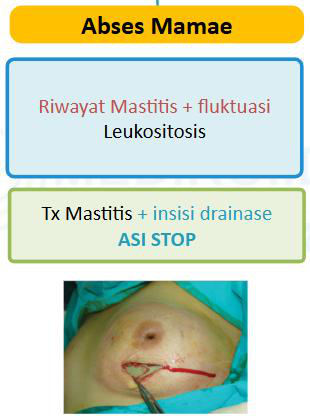 Abses Mamae
Riwayat Mastitis + fluktuasi
Leukositosis
Tx Mastitis + insisi drainase
ASI STOP